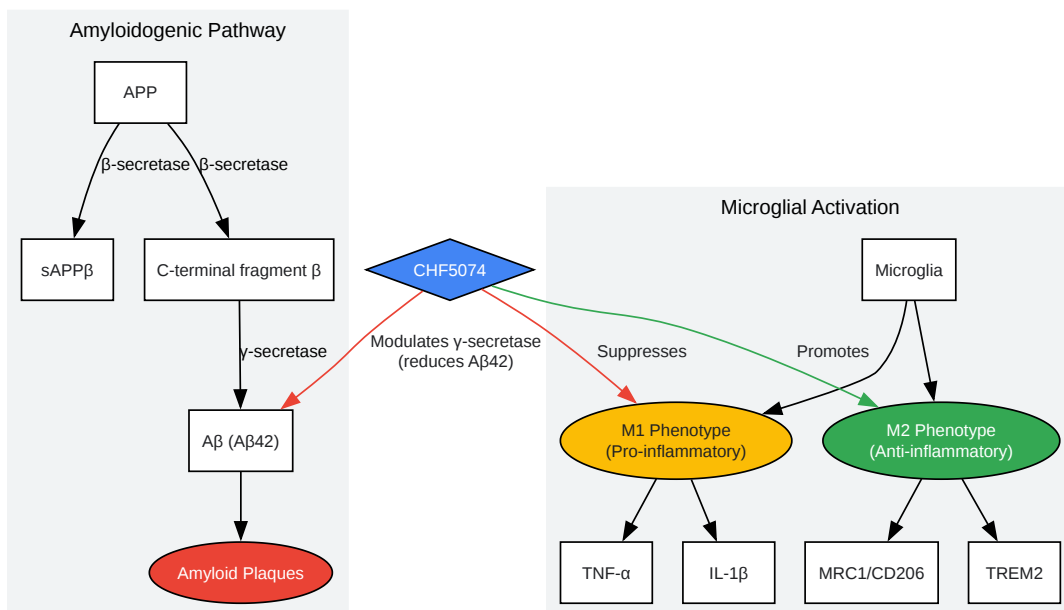 Amyloidogenic Pathway
APP
β-secretase
β-secretase
sAPPβ
C-terminal fragment β
γ-secretase
Aβ (Aβ42)
Amyloid Plaques
CHF5074
Modulates γ-secretase
(reduces Aβ42)
Suppresses
Promotes
Microglial Activation
Microglia
M1 Phenotype
(Pro-inflammatory)
M2 Phenotype
(Anti-inflammatory)
TNF-α
IL-1β
MRC1/CD206
TREM2